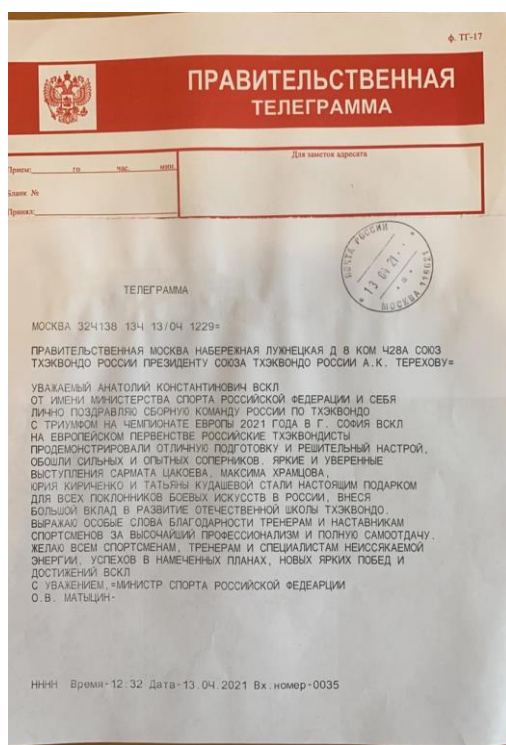 ф. ТГ-17
ПРАВИТЕЛЬСТВЕННАЯ
ТЕЛЕГРАММА
Для заметок адресата
Прием: го час. мин.
Бланк №
Принял:
ПОЧТА РОССИИ
13 04 21
МОСКВА
ТЕЛЕГРАММА
МОСКВА 324138 134 13/04 1229=
ПРАВИТЕЛЬСТВЕННАЯ МОСКВА НАБЕРЕЖНАЯ ЛУЖНЕЦКАЯ Д 8 КОМ 428А СОЮЗ
ТХЭКВОНДО РОССИИ ПРЕЗИДЕНТУ СОЮЗА ТХЭКВОНДО РОССИИ А.К. ТЕРЕХОВУ=
УВАЖАЕМЫЙ АНАТОЛИЙ КОНСТАНТИНОВИЧ ВСКЛ
ОТ ИМЕНИ МИНИСТЕРСТВА СПОРТА РОССИЙСКОЙ ФЕДЕРАЦИИ И СЕБЯ
ЛИЧНО ПОЗДРАВЛЯЮ СБОРНУЮ КОМАНДУ РОССИИ ПО ТХЭКВОНДО
С ТРИУМФОМ НА ЧЕМПИОНАТЕ ЕВРОПЫ 2021 ГОДА В Г. СОФИЯ ВСКЛ
НА ЕВРОПЕЙСКОМ ПЕРВЕНСТВЕ РОССИЙСКИЕ ТХЭКВОНДИСТЫ
ПРОДЕМОНСТРИРОВАЛИ ОТЛИЧНУЮ ПОДГОТОВКУ И РЕШИТЕЛЬНЫЙ НАСТРОЙ,
ОБОШЛИ СИЛЬНЫХ И ОПЫТНЫХ СОПЕРНИКОВ. ЯРКИЕ И УВЕРЕННЫЕ
ВЫСТУПЛЕНИЯ САРМАТА ЦАКОЕВА, МАКСИМА ХРАМЦОВА,
ЮРИЯ КИРИЧЕНКО И ТАТЬЯНЫ КУДАШЕВОЙ СТАЛИ НАСТОЯЩИМ ПОДАРКОМ
ДЛЯ ВСЕХ ПОКЛОННИКОВ БОЕВЫХ ИСКУССТВ В РОССИИ, ВНЕСЯ
БОЛЬШОЙ ВКЛАД В РАЗВИТИЕ ОТЕЧЕСТВЕННОЙ ШКОЛЫ ТХЭКВОНДО.
ВЫРАЖАЮ ОСОБЫЕ СЛОВА БЛАГОДАРНОСТИ ТРЕНЕРАМ И НАСТАВНИКАМ
СПОРТСМЕНОВ ЗА ВЫСОЧАЙШИЙ ПРОФЕССИОНАЛИЗМ И ПОЛНУЮ САМООТДАЧУ.
ЖЕЛАЮ ВСЕМ СПОРТСМЕНАМ, ТРЕНЕРАМ И СПЕЦИАЛИСТАМ НЕИССЯКАЕМОЙ
ЭНЕРГИИ, УСПЕХОВ В НАМЕЧЕННЫХ ПЛАНАХ, НОВЫХ ЯРКИХ ПОБЕД И
ДОСТИЖЕНИЙ ВСКЛ
С УВАЖЕНИЕМ,=МИНИСТР СПОРТА РОССИЙСКОЙ ФЕДЕАРЦИИ
О.В. МАТЫЦИН-
НННН Время-12:32 Дата-13.04.2021 Вх.номер-0035